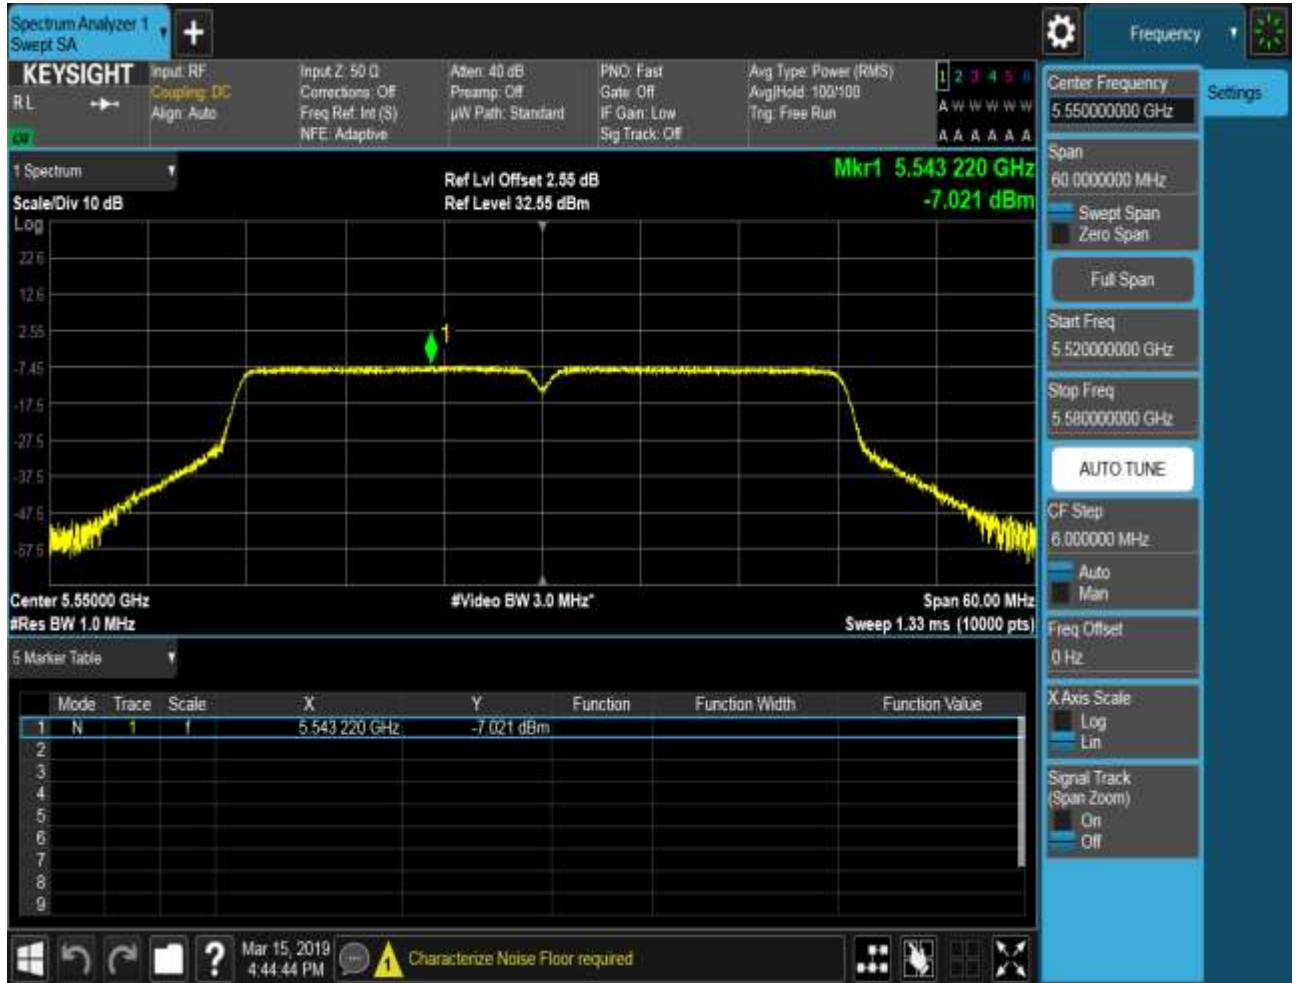 Spectrum Analyzer 1
Swept SA
+
Frequency
KEYSIGHT
RL
Input: RF
Coupling: DC
Align: Auto
Input Z: 50 Ω
Corrections: Off
Freq Ref: Int (S)
NFE: Adaptive
Atten: 40 dB
Preamp: Off
µW Path: Standard
PNO: Fast
Gate: Off
IF Gain: Low
Sig Track: Off
Avg Type: Power (RMS)
Avg|Hold: 100/100
Trig: Free Run
1 2 3 4 5 6
A W W W W W
A A A A A A
1 Spectrum
Scale/Div 10 dB
Ref Lvl Offset 2.55 dB
Ref Level 32.55 dBm
Mkr1 5.543 220 GHz
-7.021 dBm
Log
22.6
12.6
2.55
-7.45
-17.5
-27.5
-37.5
-47.5
-57.5
1
Center 5.55000 GHz
#Res BW 1.0 MHz
#Video BW 3.0 MHz*
Span 60.00 MHz
Sweep 1.33 ms (10000 pts)
5 Marker Table
Mode Trace Scale X Y Function Function Width Function Value
1 N 1 f 5.543 220 GHz -7.021 dBm
2
3
4
5
6
7
8
9
Mar 15, 2019
4:44:44 PM
?
1
Characterize Noise Floor required
Center Frequency
5.550000000 GHz
Settings
Span
60.0000000 MHz
Swept Span
Zero Span
Full Span
Start Freq
5.520000000 GHz
Stop Freq
5.580000000 GHz
AUTO TUNE
CF Step
6.000000 MHz
Auto
Man
Freq Offset
0 Hz
X Axis Scale
Log
Lin
Signal Track
(Span Zoom)
On
Off